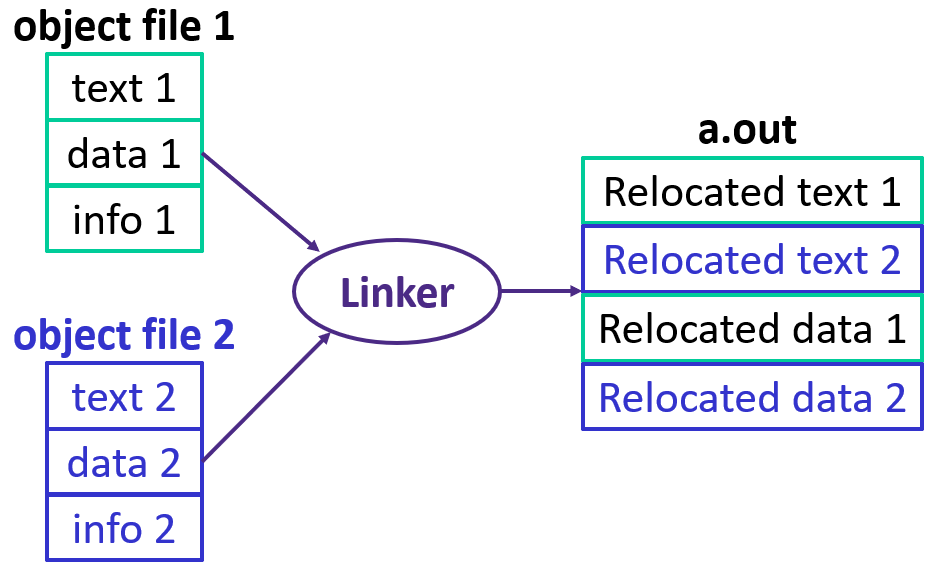 object file 1
text 1
data 1
info 1
object file 2
text 2
data 2
info 2
Linker
a.out
Relocated text 1
Relocated text 2
Relocated data 1
Relocated data 2